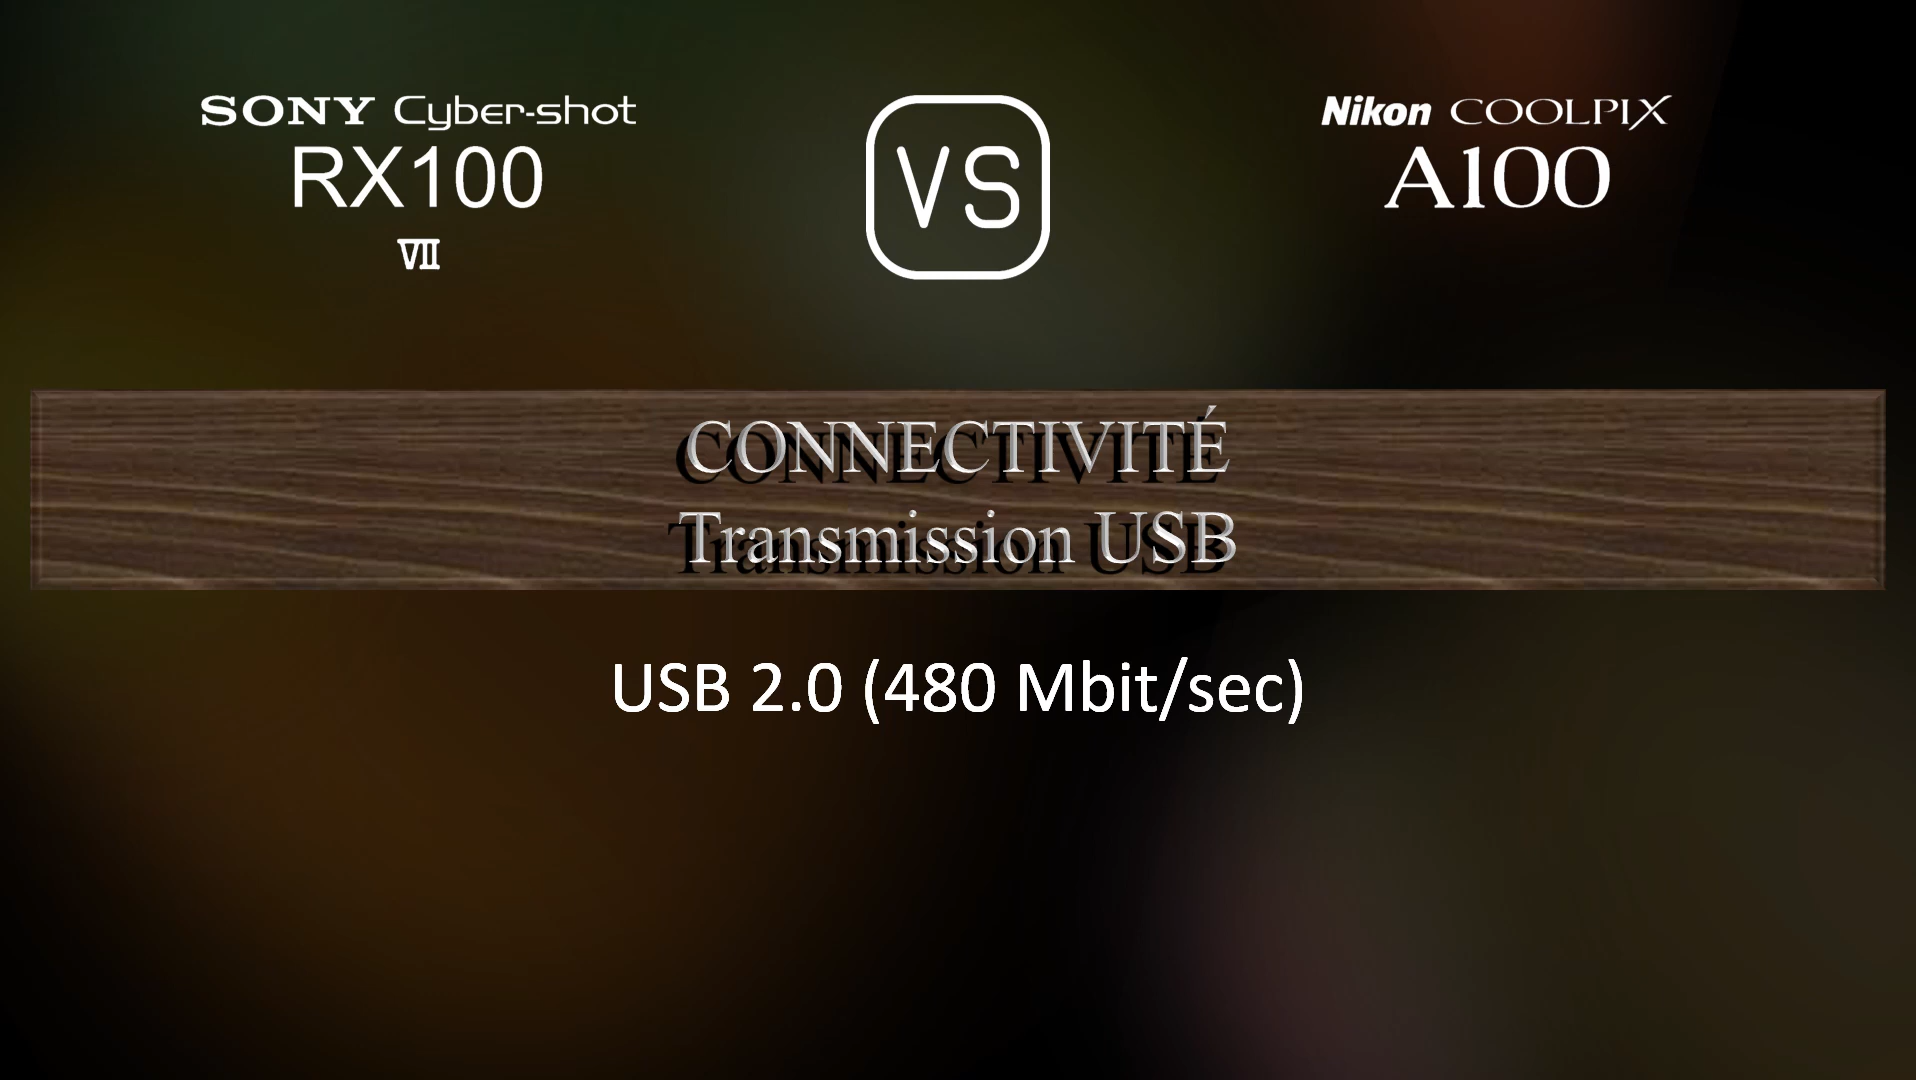 SONY Cyber-shot
RX100
VII
VS
Nikon COOLPIX
A100
CONNECTIVITÉ
Transmission USB
USB 2.0 (480 Mbit/sec)